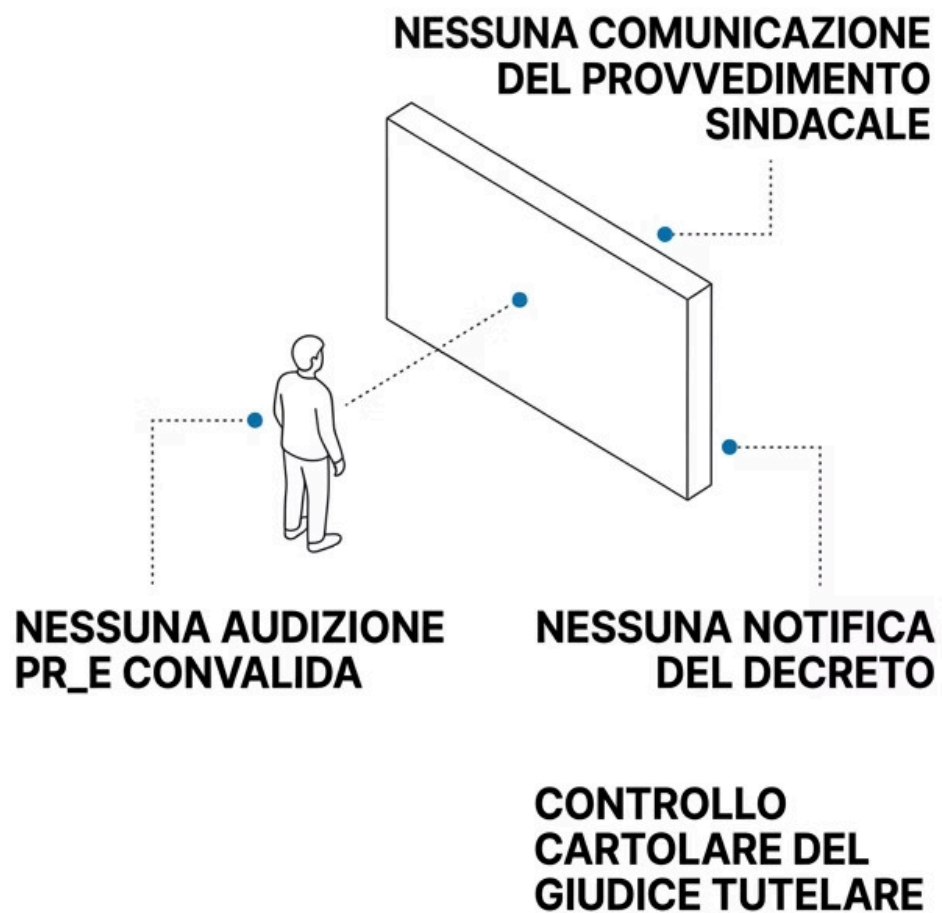 NESSUNA COMUNICAZIONE
DEL PROVVEDIMENTO
SINDACALE
NESSUNA AUDIZIONE
PR_E CONVALIDA
NESSUNA NOTIFICA
DEL DECRETO
CONTROLLO
CARTOLARE DEL
GIUDICE TUTELARE